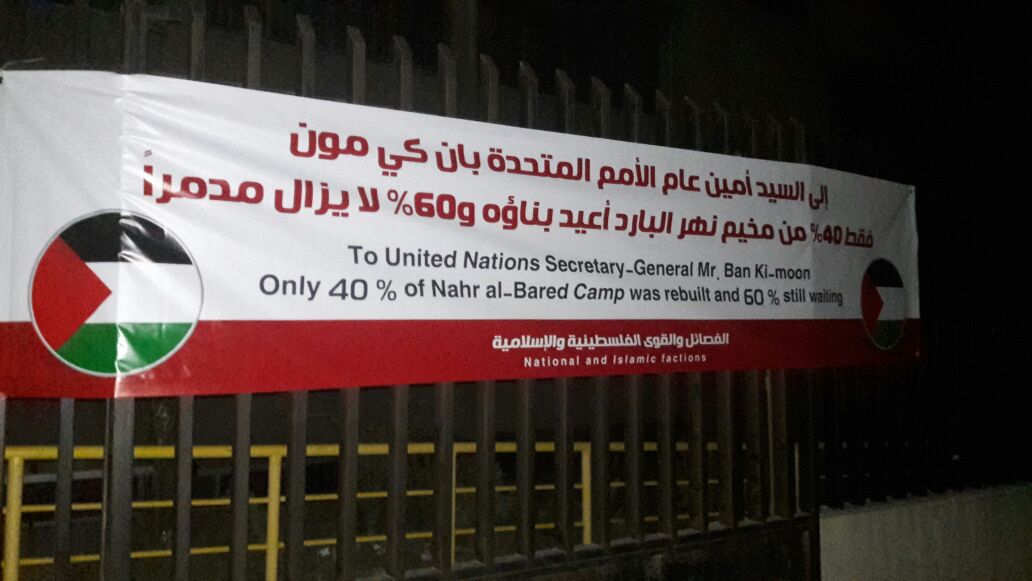 إلى السيد أمين عام الأمم المتحدة بان كي مون
فقط 40% من مخيم نهر البارد أعيد بناؤه و60% لا يزال مدمراً
To United Nations Secretary-General Mr. Ban Ki-moon
Only 40 % of Nahr al-Bared Camp was rebuilt and 60 % still waiting
الفصائل والقوى الفلسطينية والإسلامية
National and Islamic factions